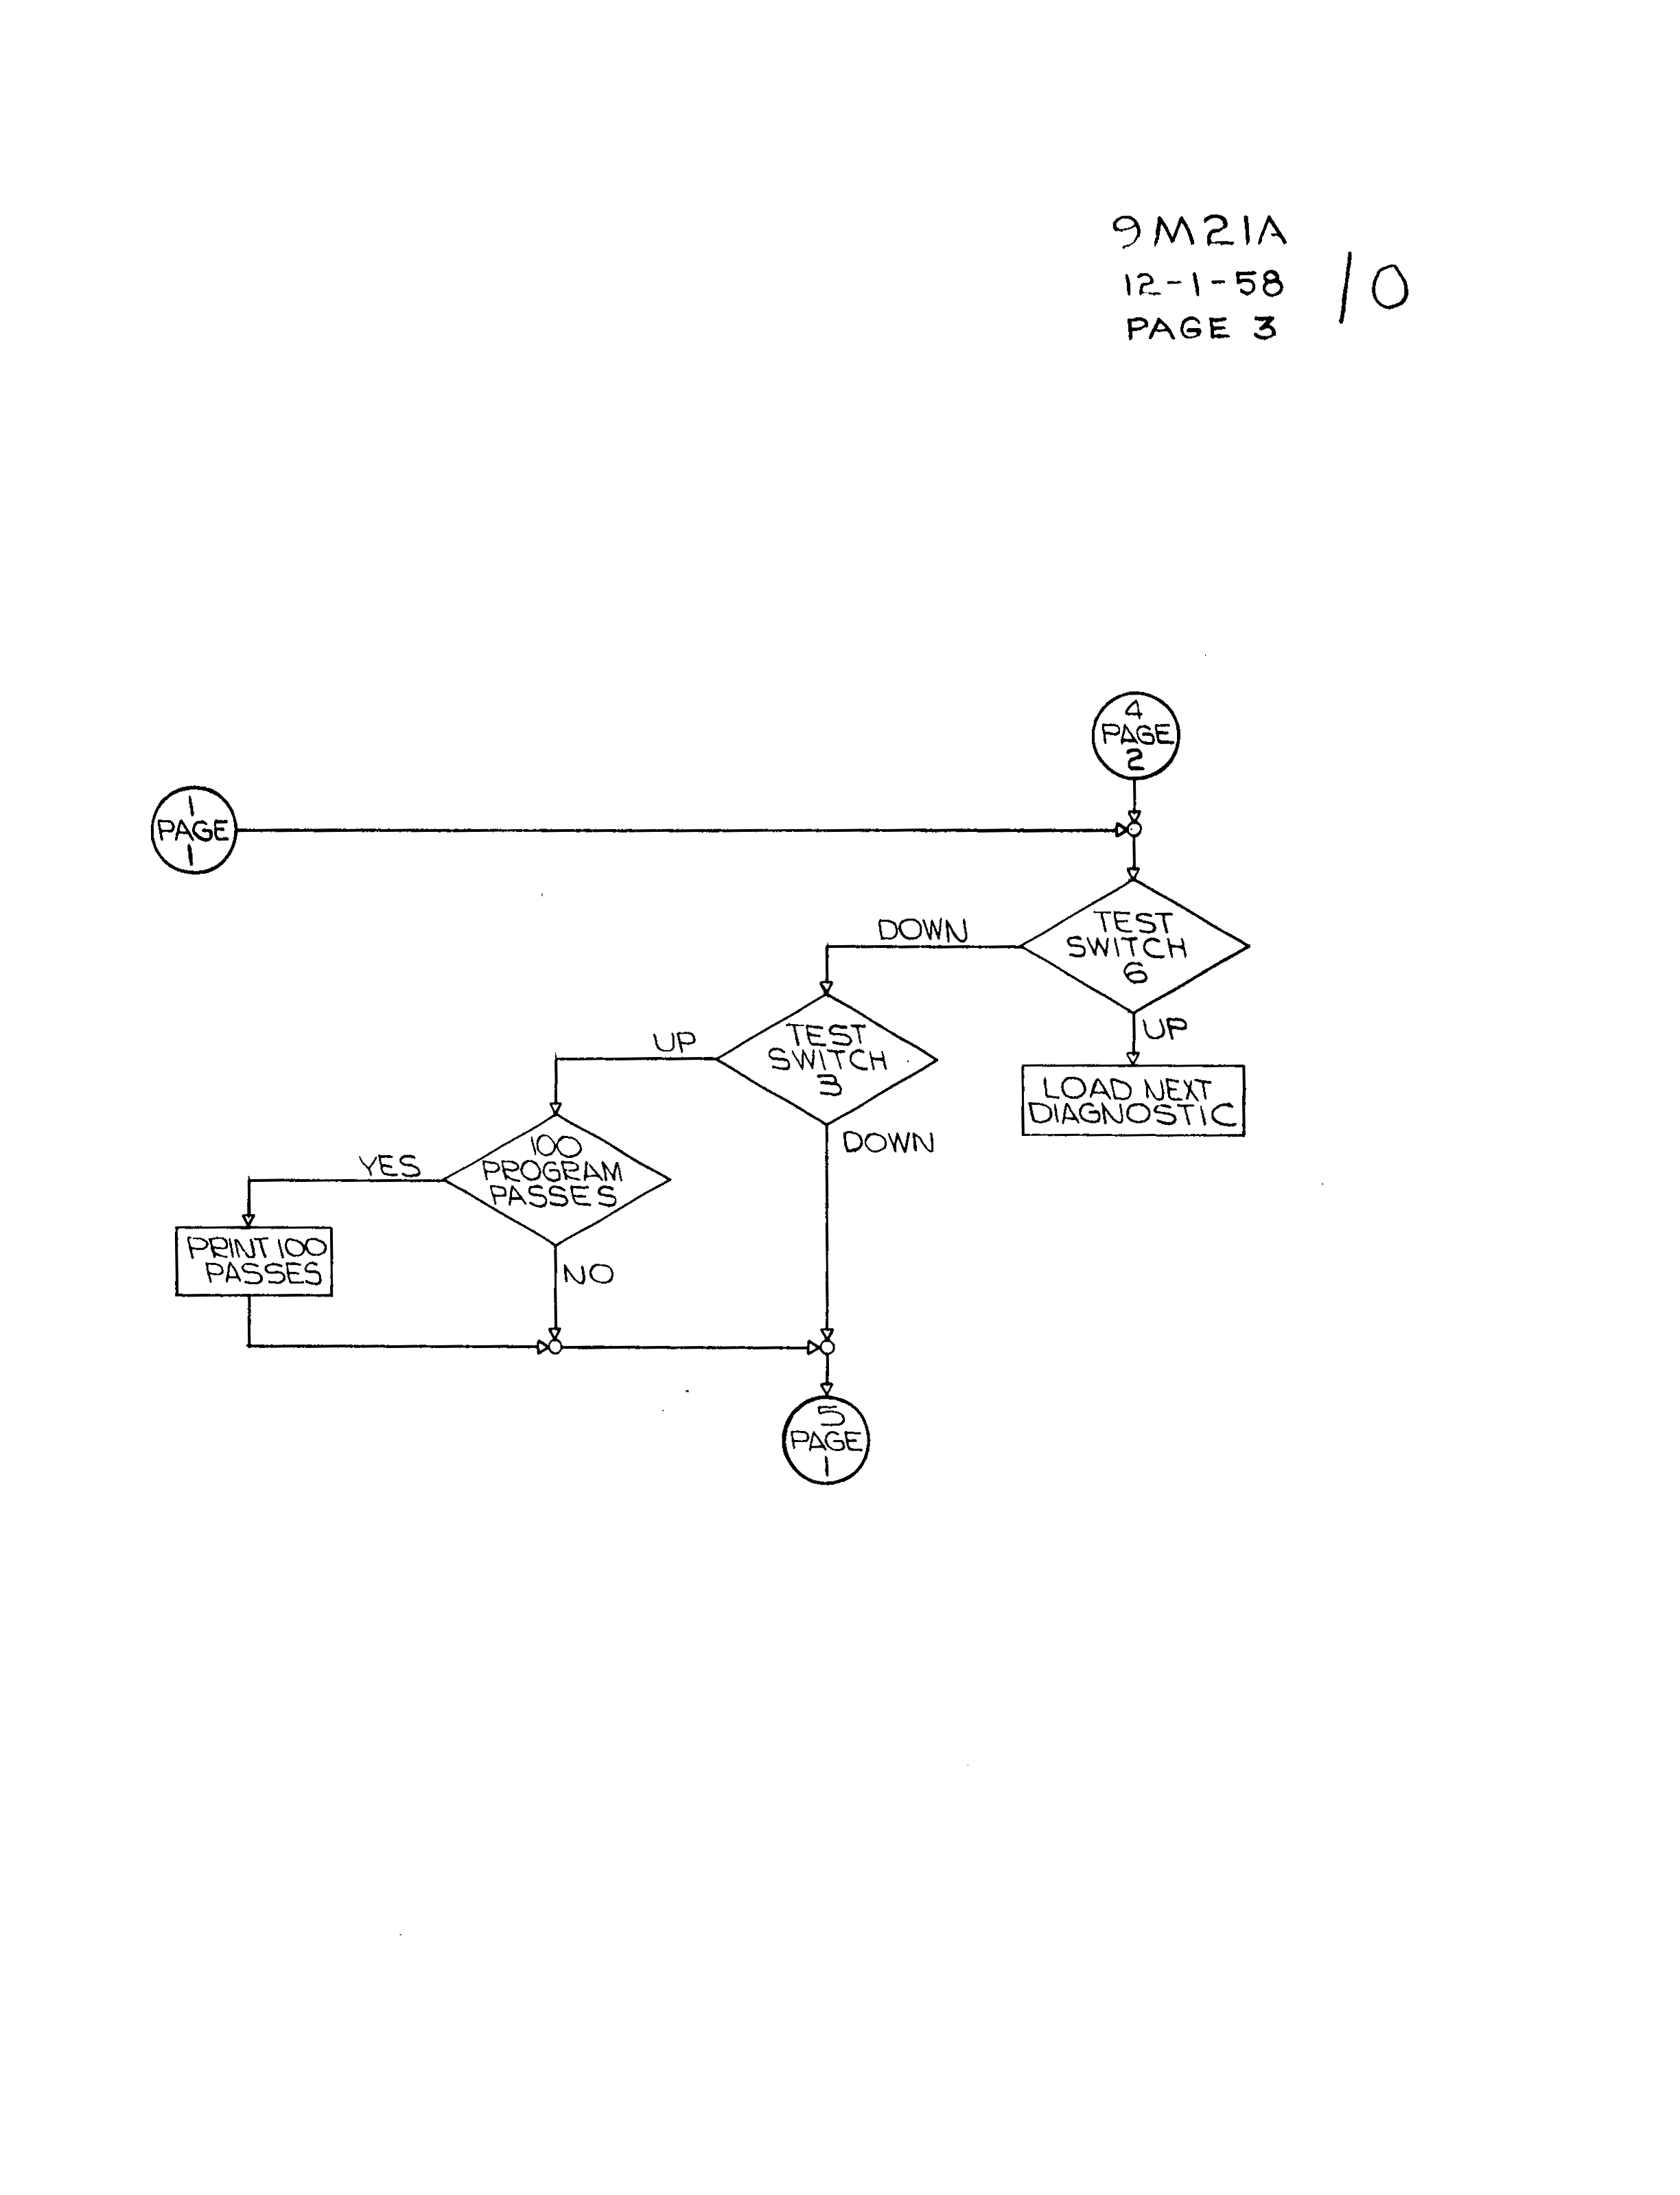 9M21A
12-1-58
PAGE 3
10
4
PAGE
2
1
PAGE
1
TEST
SWITCH
6
DOWN
UP
LOAD NEXT
DIAGNOSTIC
TEST
SWITCH
3
UP
DOWN
100
PROGRAM
PASSES
YES
NO
PRINT 100
PASSES
5
PAGE
1